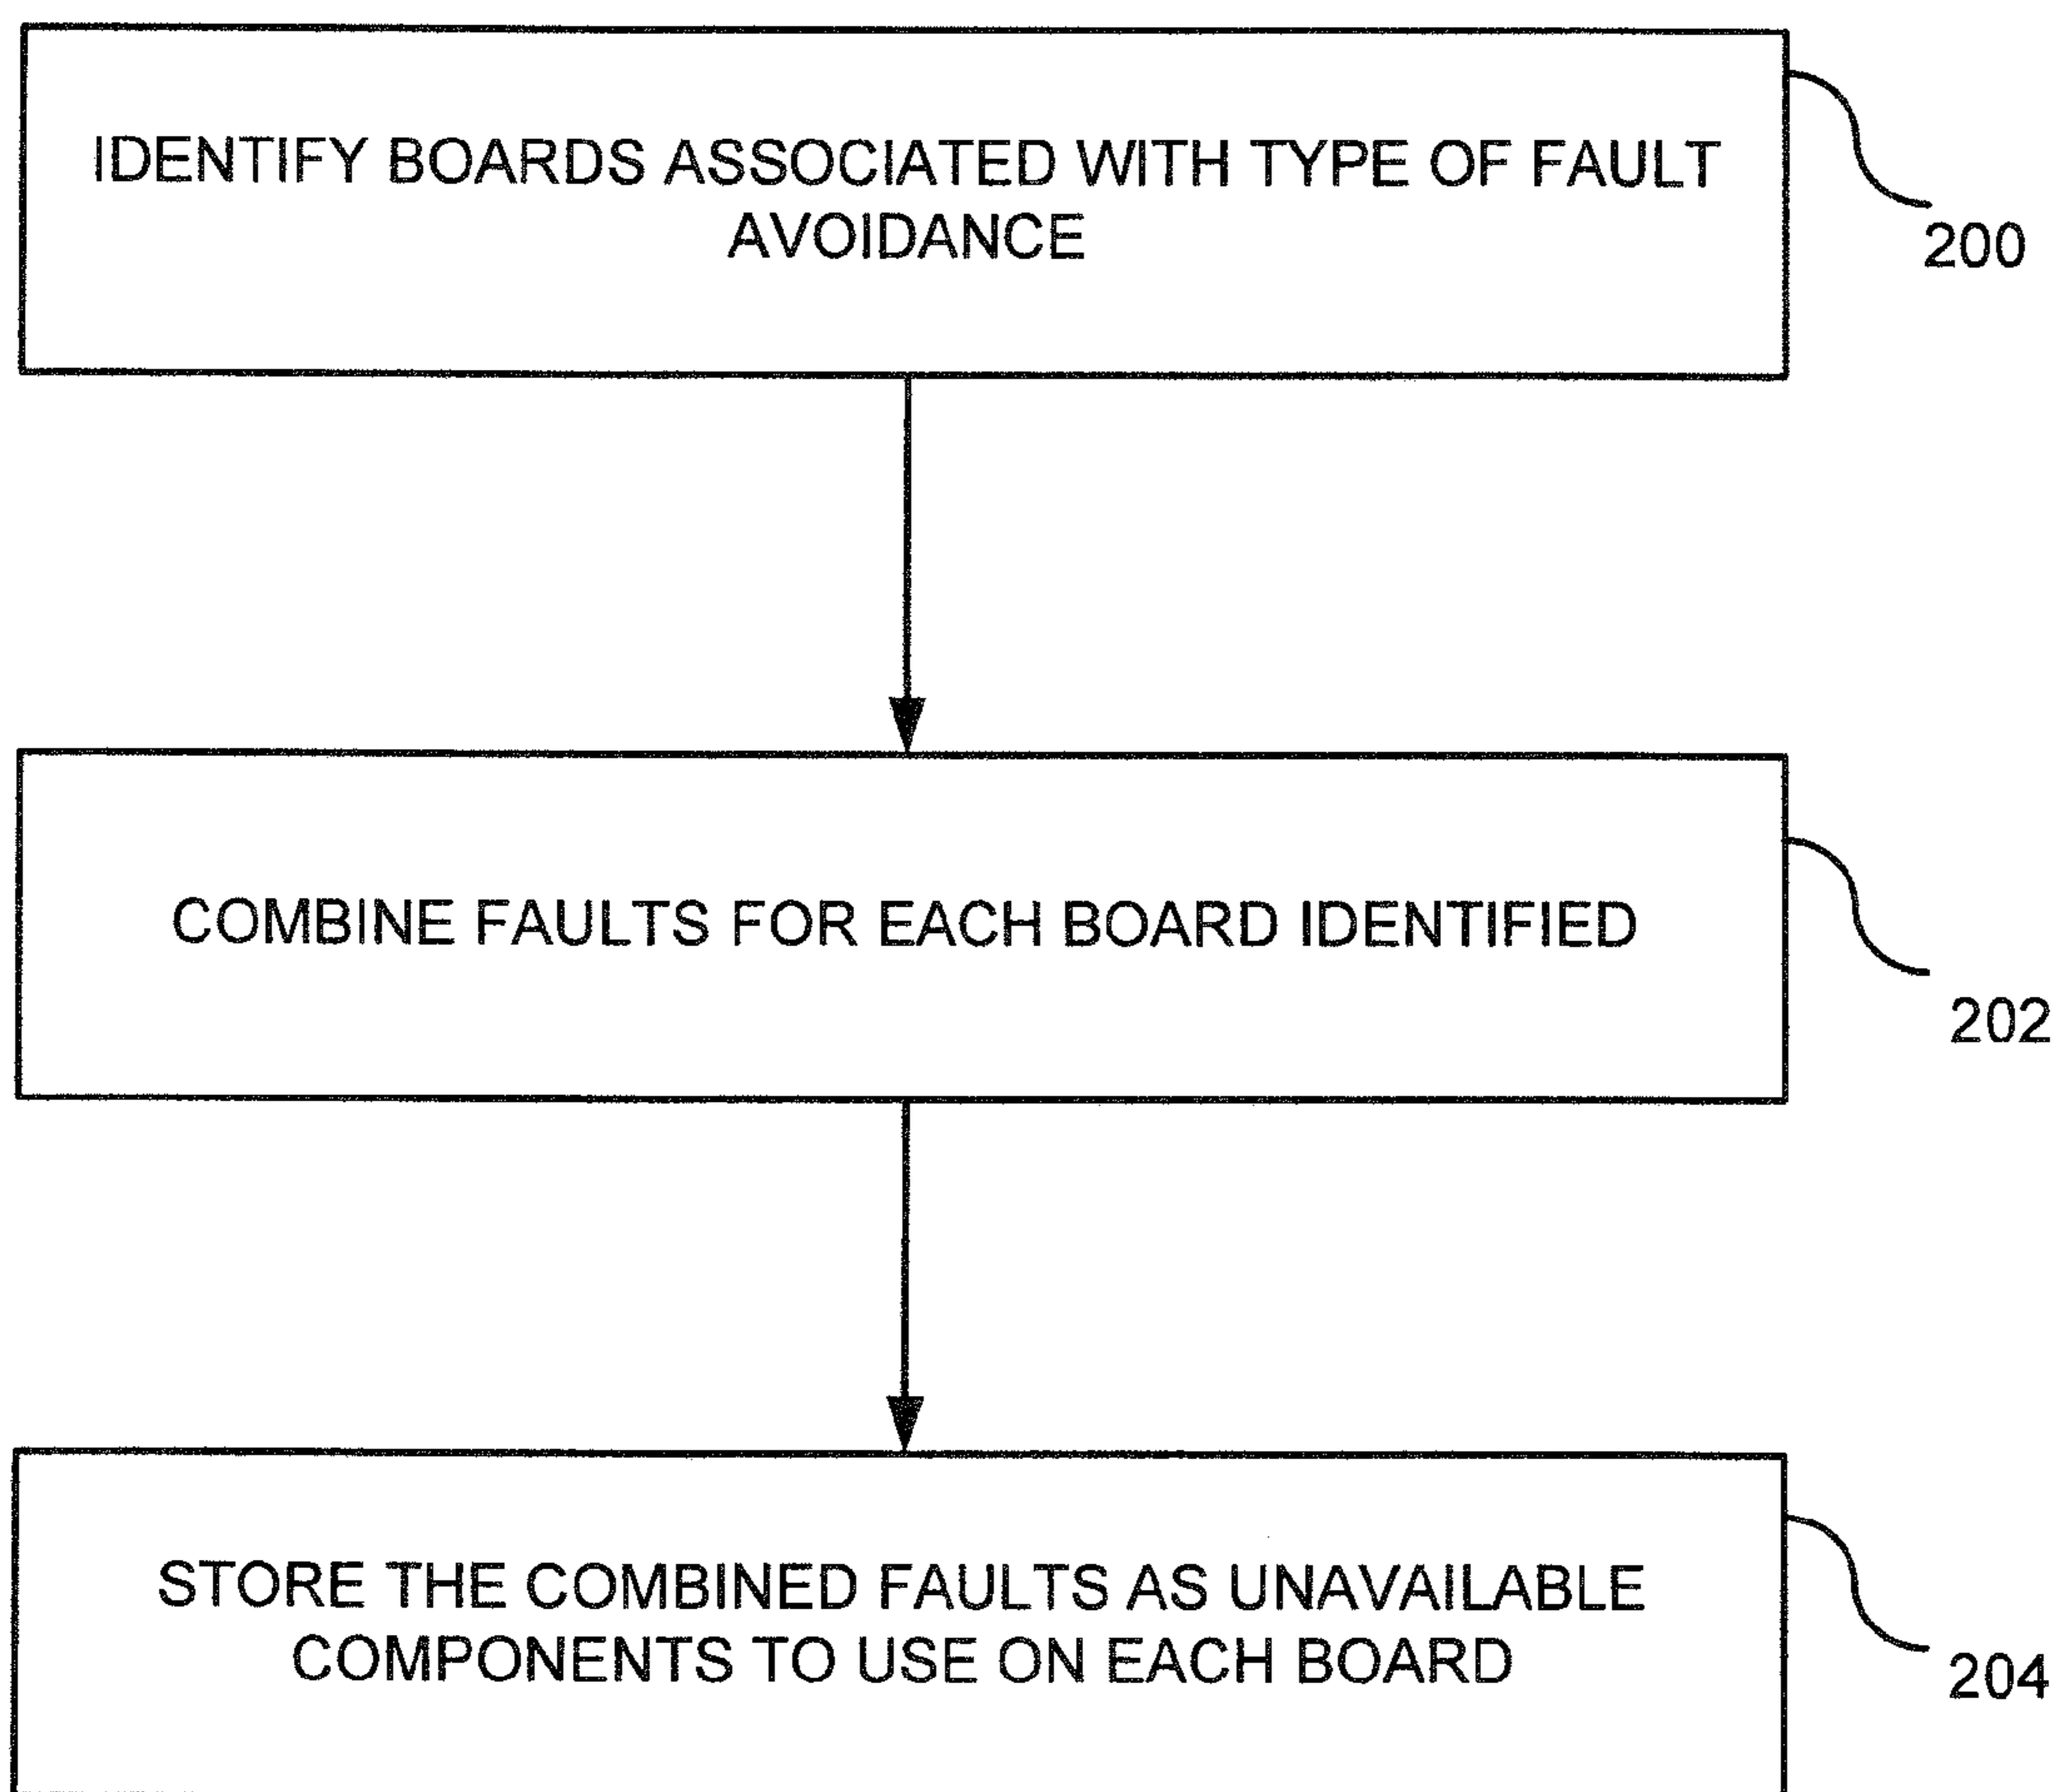 IDENTIFY BOARDS ASSOCIATED WITH TYPE OF FAULT
AVOIDANCE
200
COMBINE FAULTS FOR EACH BOARD IDENTIFIED
202
STORE THE COMBINED FAULTS AS UNAVAILABLE
COMPONENTS TO USE ON EACH BOARD
204